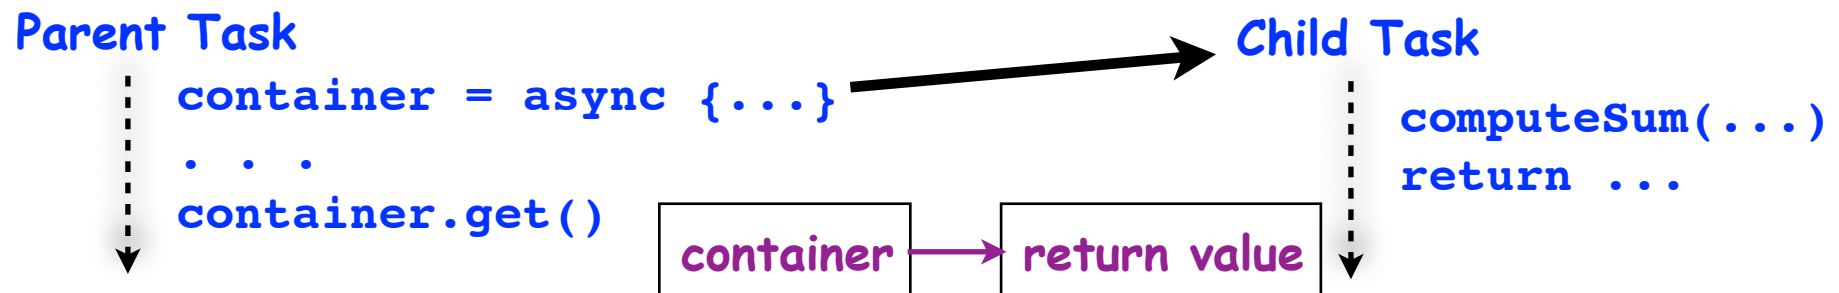 Parent Task
container = async {...}
. . .
container.get()
Child Task
computeSum(...)
return ...
container
return value